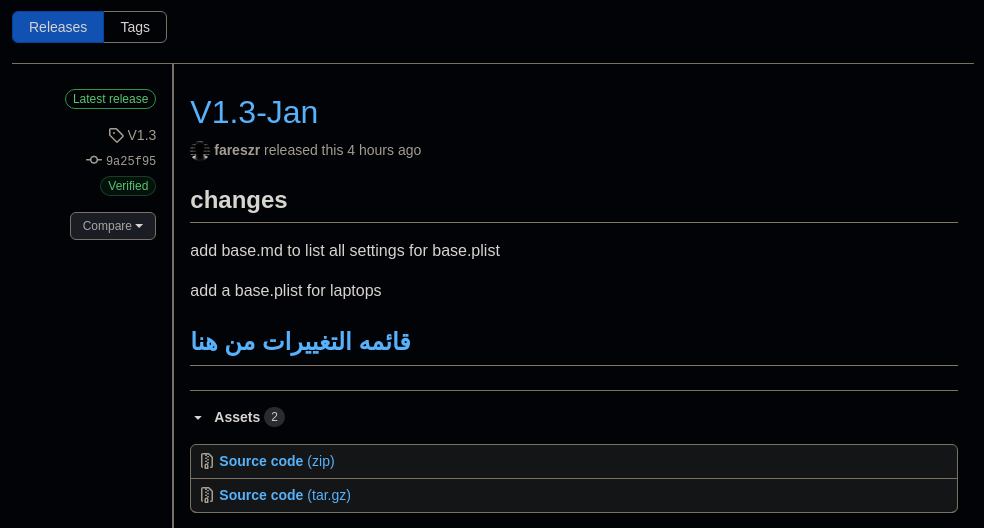 Releases
Tags
Latest release
V1.3
9a25f95
Verified
Compare
V1.3-Jan
fareszr released this 4 hours ago
changes
add base.md to list all settings for base.plist
add a base.plist for laptops
قائمه التغييرات من هنا
Assets 2
Source code (zip)
Source code (tar.gz)